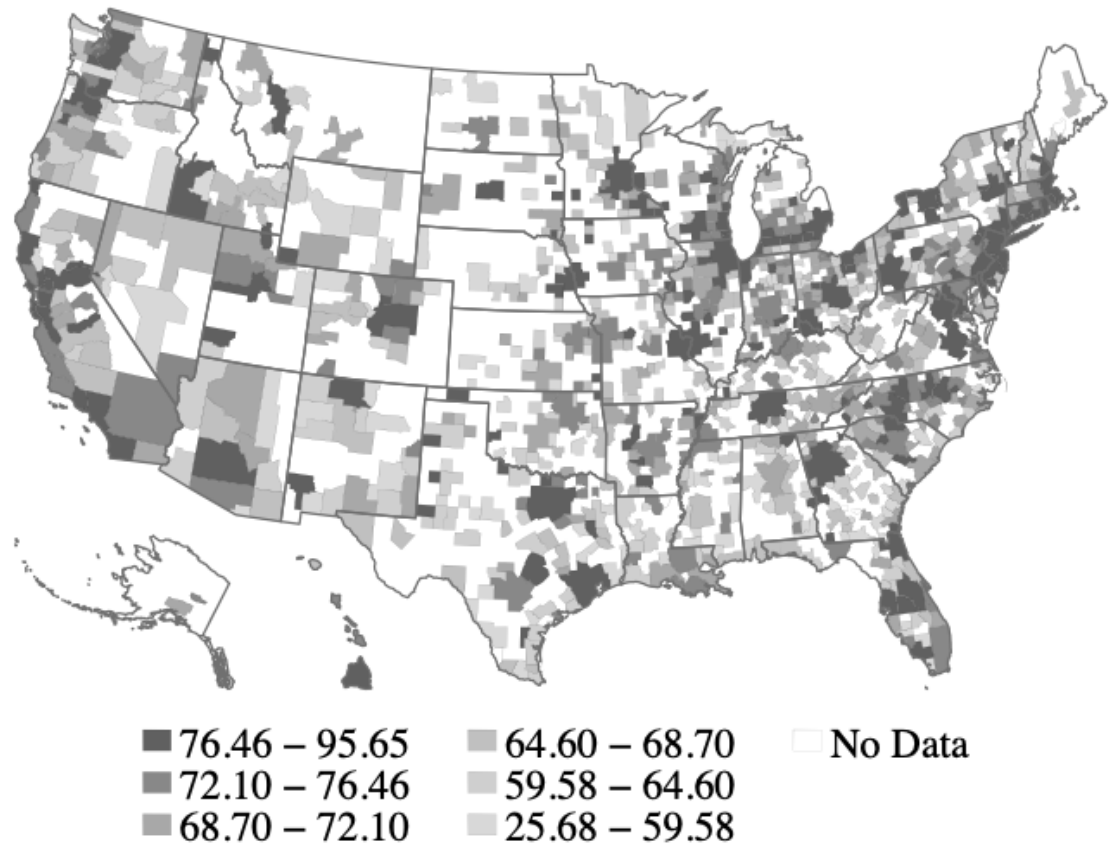 76.46 – 95.65 64.60 – 68.70 No Data
72.10 – 76.46 59.58 – 64.60
68.70 – 72.10 25.68 – 59.58